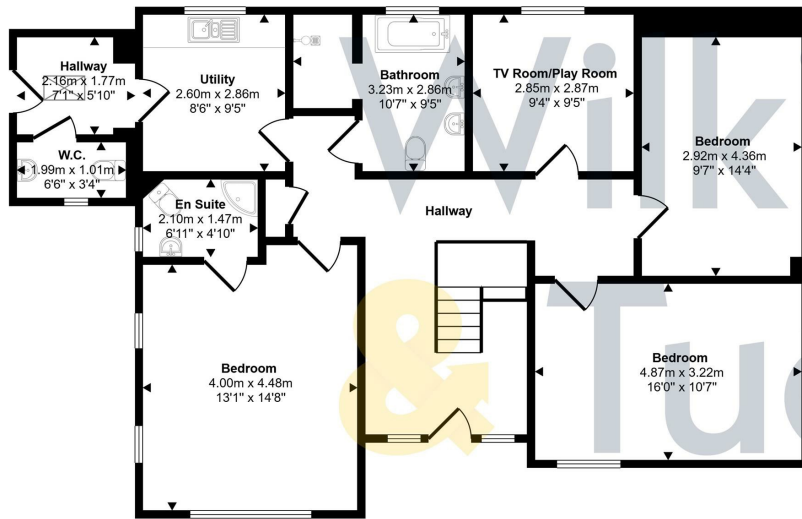 Hallway
2.16m x 1.77m
7'1" x 5'10"
Utility
2.60m x 2.86m
8'6" x 9'5"
Bathroom
3.23m x 2.86m
10'7" x 9'5"
TV Room/Play Room
2.85m x 2.87m
9'4" x 9'5"
Bedroom
2.92m x 4.36m
9'7" x 14'4"
W.C.
1.99m x 1.01m
6'6" x 3'4"
En Suite
2.10m x 1.47m
6'11" x 4'10"
Hallway
Bedroom
4.00m x 4.48m
13'1" x 14'8"
Bedroom
4.87m x 3.22m
16'0" x 10'7"
Wilk
& Tuc